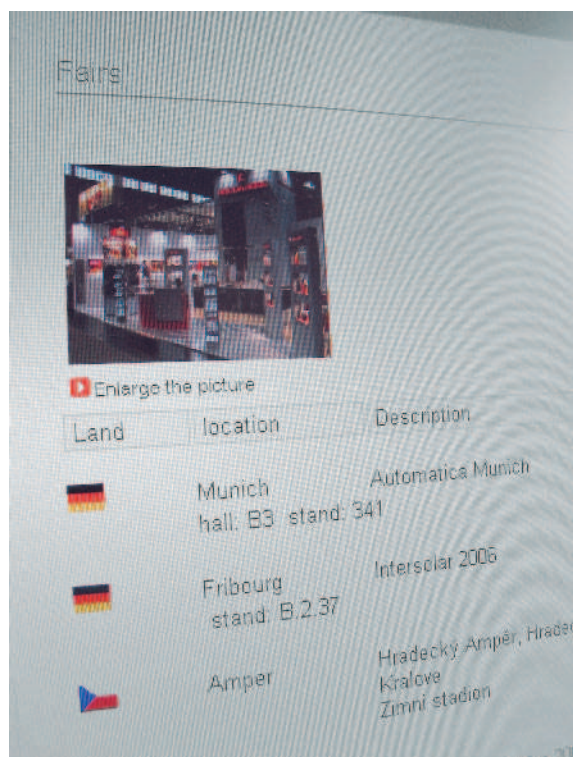 Fairs
Enlarge the picture
Land location Description
Munich Automatica Munich
hall: B3 stand: 341
Fribourg Intersolar 2006
stand: B.2.37
Amper Hradecký Ampér, Hradec
Kralove
Zimni stadion